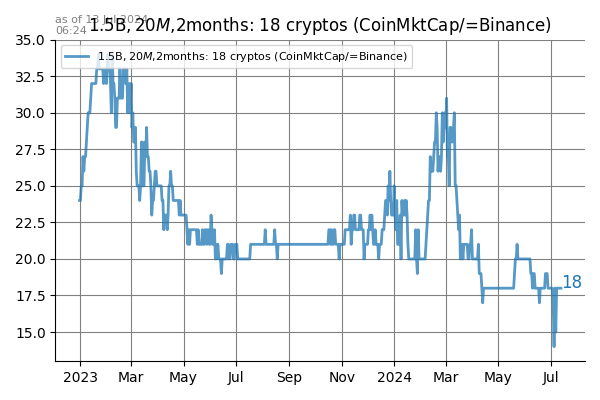 as of 13 Jul 2024
06:24
1.5B,20M,2months: 18 cryptos (CoinMktCap/=Binance)
1.5B,20M,2months: 18 cryptos (CoinMktCap/=Binance)
35.0
32.5
30.0
27.5
25.0
22.5
20.0
17.5
15.0
18
2023 Mar May Jul Sep Nov 2024 Mar May Jul